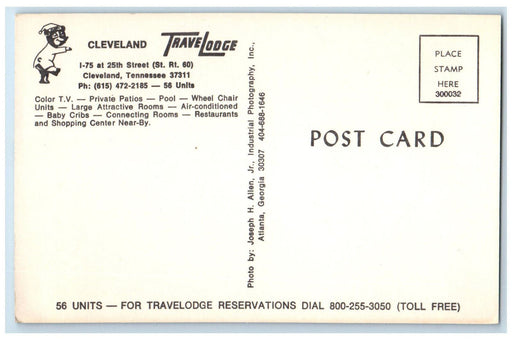 CLEVELAND TRAVELODGE
I-75 at 25th Street (St. Rt. 60)
Cleveland, Tennessee 37311
Ph: (615) 472-2185 — 56 Units
Color T.V. — Private Patios — Pool — Wheel Chair
Units — Large Attractive Rooms — Air-conditioned
— Baby Cribs — Connecting Rooms — Restaurants
and Shopping Center Near-By.
Photo by: Joseph H. Allen, Jr., Industrial Photography, Inc.,
Atlanta, Georgia 30307 404-688-1646
PLACE
STAMP
HERE
300032
POST CARD
56 UNITS — FOR TRAVELODGE RESERVATIONS DIAL 800-255-3050 (TOLL FREE)